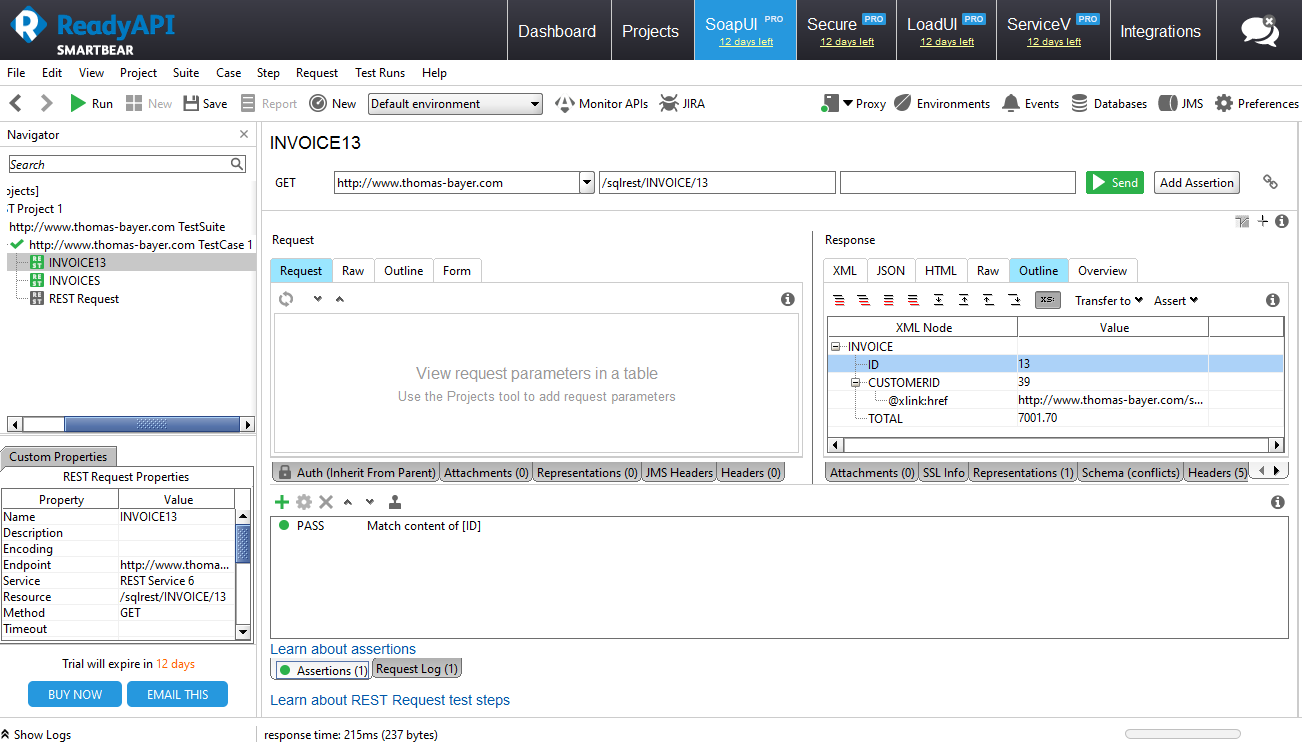 ReadyAPI
SMARTBEAR
Dashboard
Projects
SoapUI PRO
12 days left
Secure PRO
12 days left
LoadUI PRO
12 days left
ServiceV PRO
12 days left
Integrations
File Edit View Project Suite Case Step Request Test Runs Help
Run New Save Report New Default environment Monitor APIs JIRA Proxy Environments Events Databases JMS Preferences
Navigator
Search
ojects]
ST Project 1
http://www.thomas-bayer.com TestSuite
http://www.thomas-bayer.com TestCase 1
INVOICE13
INVOICES
REST Request
Custom Properties
REST Request Properties
Property Value
Name INVOICE13
Description
Encoding
Endpoint http://www.thoma...
Service REST Service 6
Resource /sqlrest/INVOICE/13
Method GET
Timeout
Trial will expire in 12 days
BUY NOW EMAIL THIS
INVOICE13
GET http://www.thomas-bayer.com /sqlrest/INVOICE/13 Send Add Assertion
Request
Request Raw Outline Form
View request parameters in a table
Use the Projects tool to add request parameters
Auth (Inherit From Parent) Attachments (0) Representations (0) JMS Headers Headers (0)
Response
XML JSON HTML Raw Outline Overview
XS: Transfer to Assert
XML Node Value
INVOICE
ID 13
CUSTOMERID 39
@xlink:href http://www.thomas-bayer.com/s...
TOTAL 7001.70
Attachments (0) SSL Info Representations (1) Schema (conflicts) Headers (5)
PASS Match content of [ID]
Learn about assertions
Assertions (1) Request Log (1)
Learn about REST Request test steps
Show Logs
response time: 215ms (237 bytes)